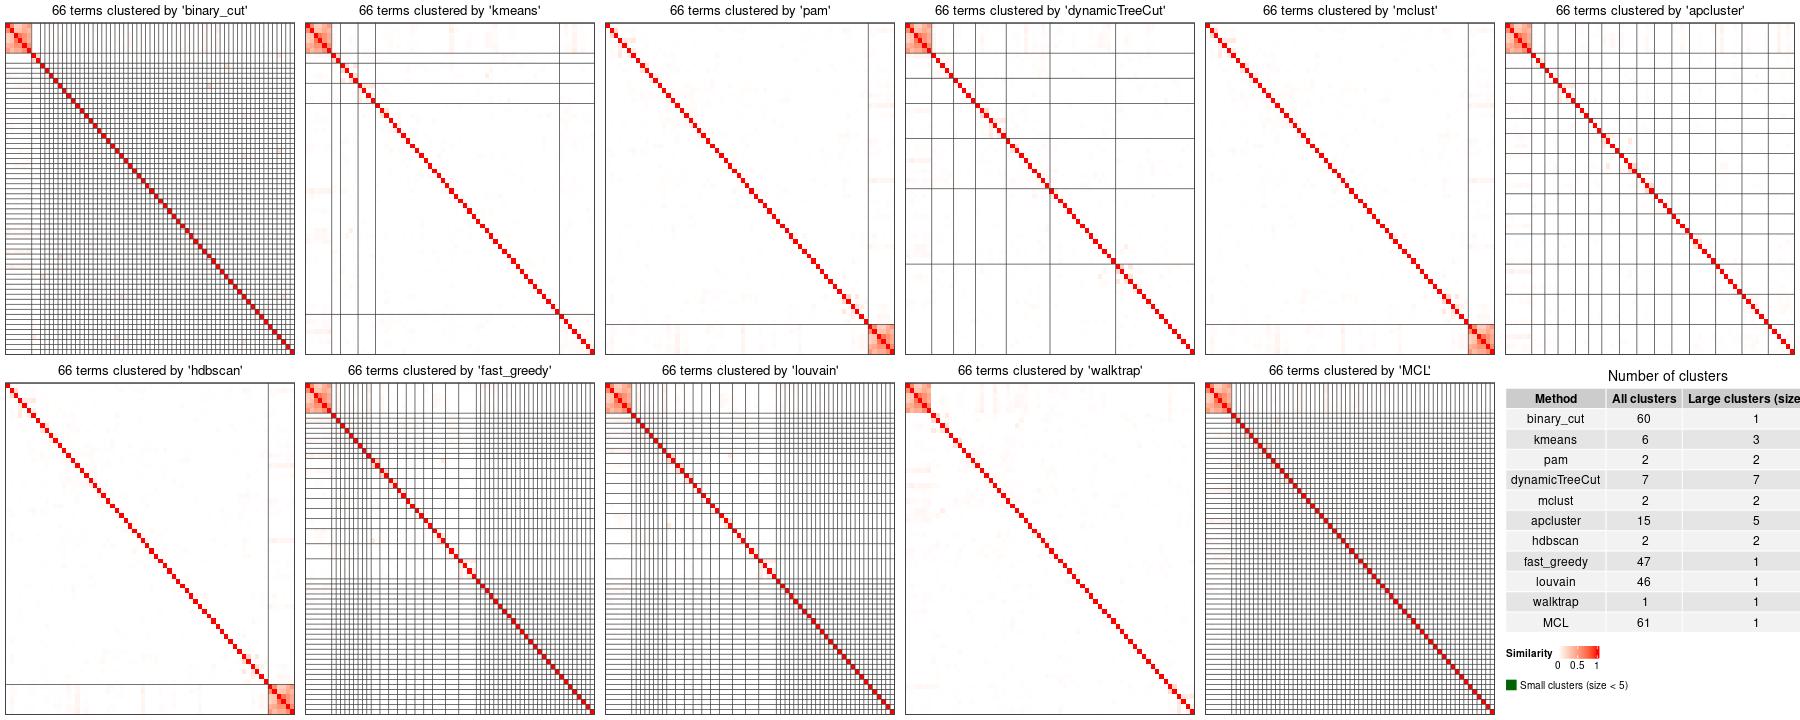 66 terms clustered by 'binary_cut'
66 terms clustered by 'kmeans'
66 terms clustered by 'pam'
66 terms clustered by 'dynamicTreeCut'
66 terms clustered by 'mclust'
66 terms clustered by 'apcluster'
66 terms clustered by 'hdbscan'
66 terms clustered by 'fast_greedy'
66 terms clustered by 'louvain'
66 terms clustered by 'walktrap'
66 terms clustered by 'MCL'
Number of clusters
Method All clusters Large clusters (size
binary_cut 60 1
kmeans 6 3
pam 2 2
dynamicTreeCut 7 7
mclust 2 2
apcluster 15 5
hdbscan 2 2
fast_greedy 47 1
louvain 46 1
walktrap 1 1
MCL 61 1
Similarity
0 0.5 1
Small clusters (size < 5)